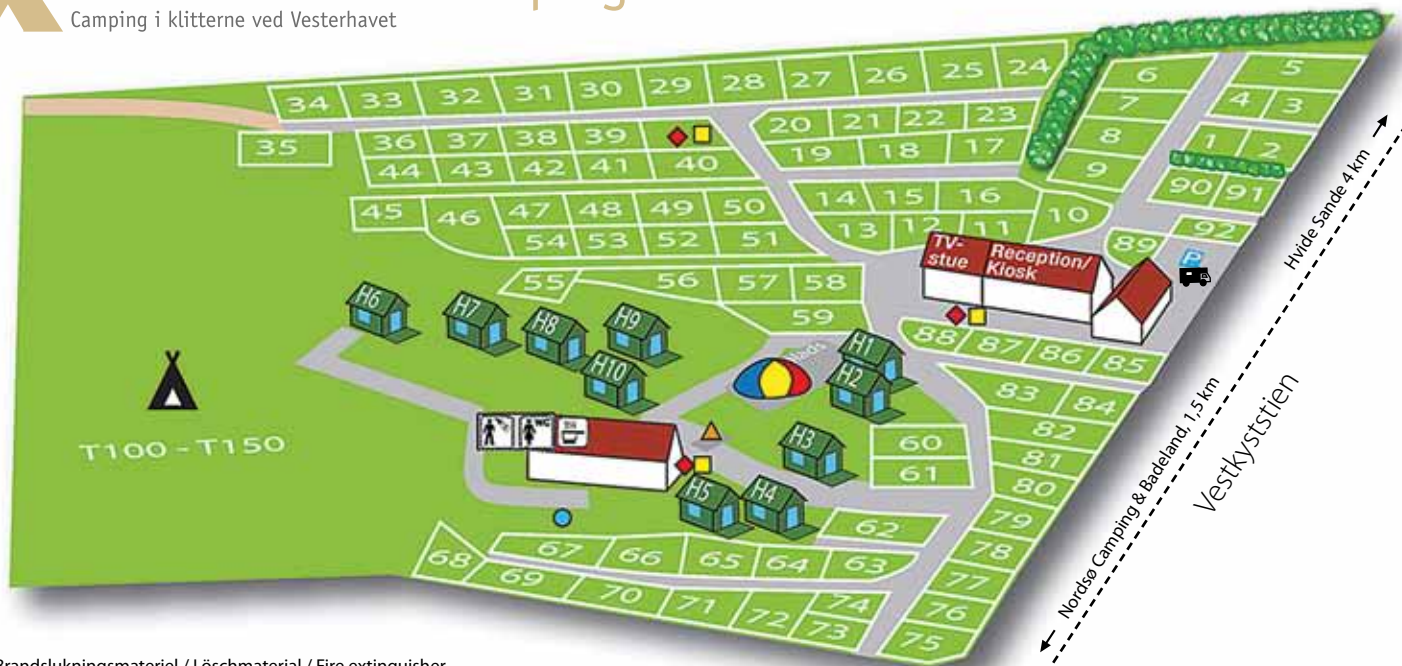 Camping i klitterne ved Vesterhavet
34 33 32 31 30 29 28 27 26 25 24
6 5
7 4 3
35 36 37 38 39
20 21 22 23
8 1 2
44 43 42 41 40
19 18 17
9 90 91
45 46 47 48 49 50
14 15 16
10 92
54 53 52 51
13 12 11
89
P
TV-
stue
Reception/
Kiosk
55 56 57 58
59
88 87 86 85
H6 H7 H8 H9
H10
H1
H2
83 84
T100 - T150
WC
H3
60
61
82
81
80
H5 H4
62
79
78
77
76
75
67 66 65 64 63
68 69 70 71 72 74
73
Hvide Sande 4 km
Nordsø Camping & Badeland, 1,5 km
Vestkyststien
Brandslukningsmateriel / Löschmaterial / Fire extinguisher